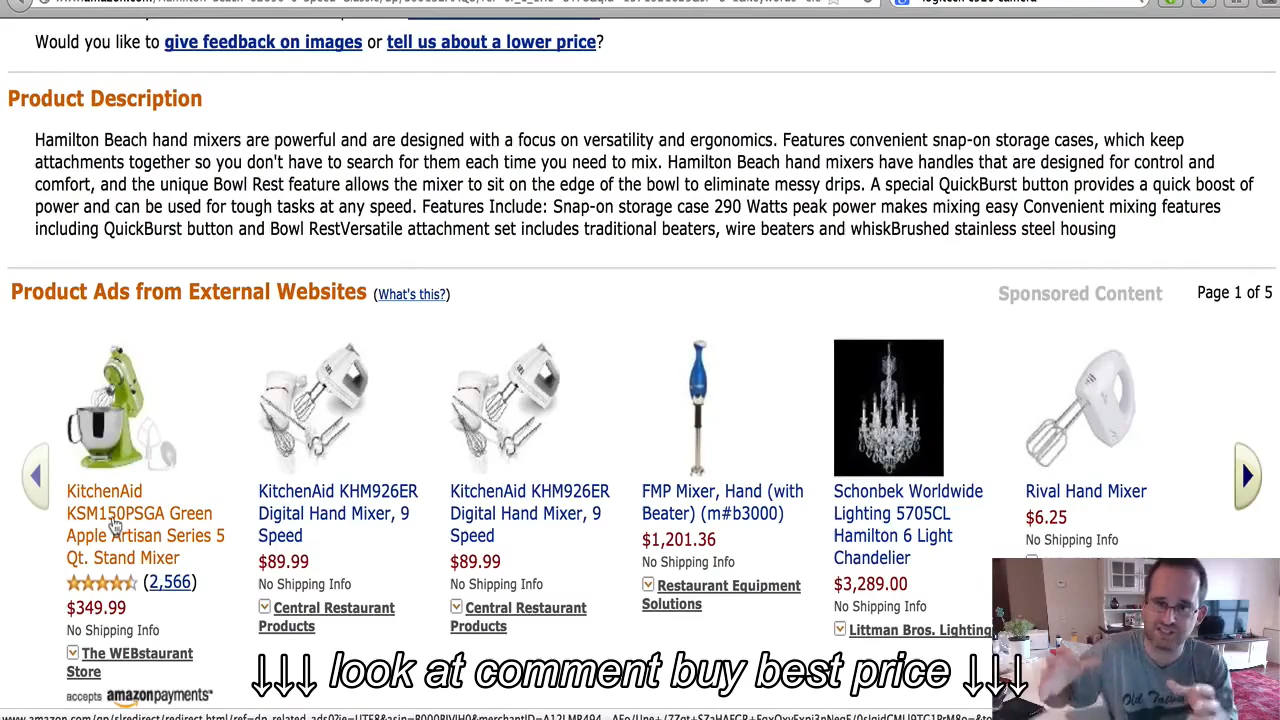 Would you like to give feedback on images or tell us about a lower price?
Product Description
Hamilton Beach hand mixers are powerful and are designed with a focus on versatility and ergonomics. Features convenient snap-on storage cases, which keep
attachments together so you don't have to search for them each time you need to mix. Hamilton Beach hand mixers have handles that are designed for control and
comfort, and the unique Bowl Rest feature allows the mixer to sit on the edge of the bowl to eliminate messy drips. A special QuickBurst button provides a quick boost of
power and can be used for tough tasks at any speed. Features Include: Snap-on storage case 290 Watts peak power makes mixing easy Convenient mixing features
including QuickBurst button and Bowl RestVersatile attachment set includes traditional beaters, wire beaters and whiskBrushed stainless steel housing
Product Ads from External Websites (What's this?)
Sponsored Content Page 1 of 5
KitchenAid
KSM150PSGA Green
Apple Artisan Series 5
Qt. Stand Mixer
(2,566)
$349.99
No Shipping Info
The WEBstaurant
Store
accepts amazonpayments
KitchenAid KHM926ER
Digital Hand Mixer, 9
Speed
$89.99
No Shipping Info
Central Restaurant
Products
KitchenAid KHM926ER
Digital Hand Mixer, 9
Speed
$89.99
No Shipping Info
Central Restaurant
Products
FMP Mixer, Hand (with
Beater) (m#b3000)
$1,201.36
No Shipping Info
Restaurant Equipment
Solutions
Schonbek Worldwide
Lighting 5705CL
Hamilton 6 Light
Chandelier
$3,289.00
No Shipping Info
Littman Bros. Lighting
Rival Hand Mixer
$6.25
No Shipping Info
↓↓↓ look at comment buy best price ↓↓↓
Old